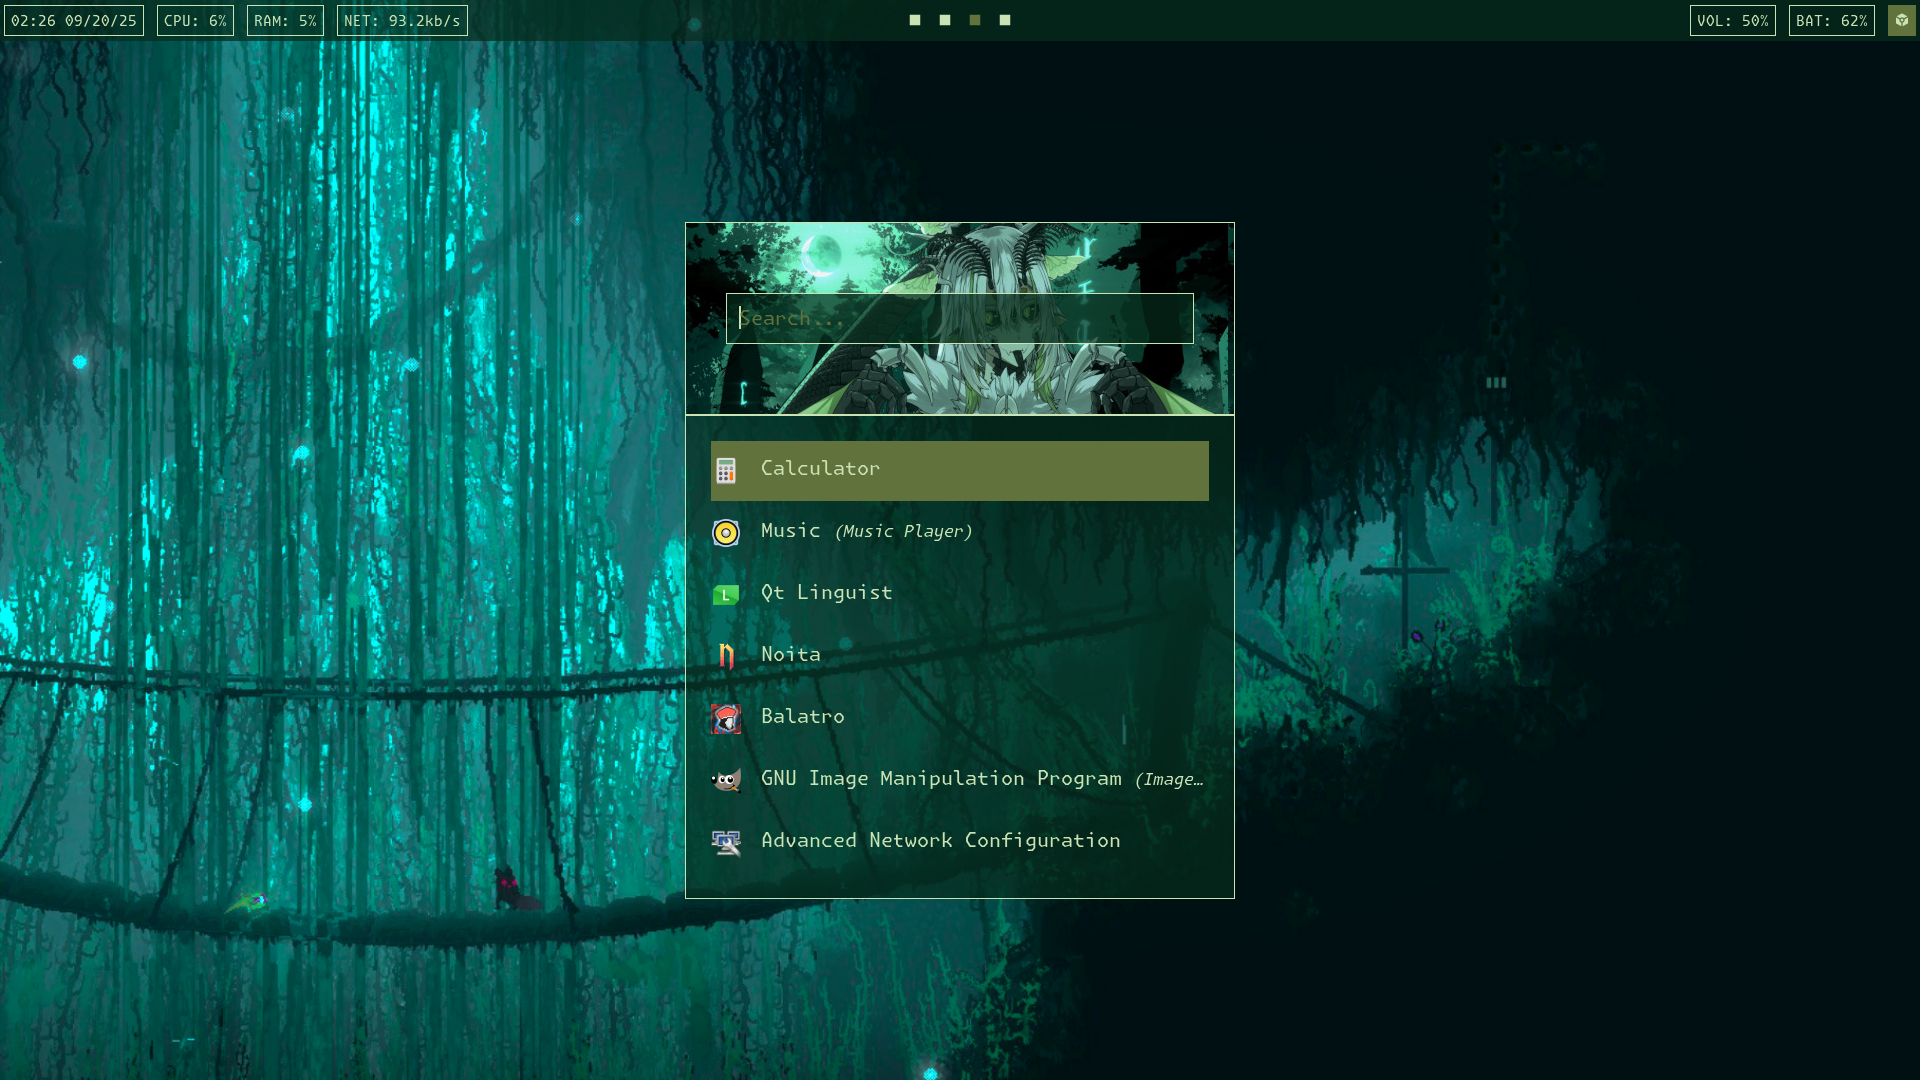 02:26 09/20/25 CPU: 6% RAM: 5% NET: 93.2kb/s VOL: 50% BAT: 62%
Search...
Calculator
Music (Music Player)
Qt Linguist
Noita
Balatro
GNU Image Manipulation Program (Image…
Advanced Network Configuration